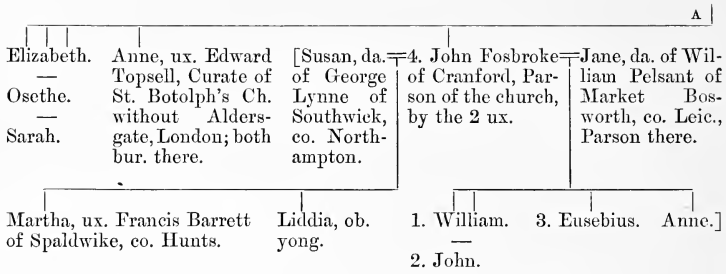 A
Elizabeth.
—
Osethe.
—
Sarah.
Anne, ux. Edward
Topsell, Curate of
St. Botolph's Ch.
without Alders-
gate, London; both
bur. there.
[Susan, da.
of George
Lynne of
Southwick,
co. North-
ampton.
4. John Fosbroke
of Cranford, Par-
son of the church,
by the 2 ux.
Jane, da. of Wil-
liam Pelsant of
Market Bos-
worth, co. Leic.,
Parson there.
Martha, ux. Francis Barrett
of Spaldwike, co. Hunts.
Liddia, ob.
yong.
1. William.
—
2. John.
3. Eusebius.
Anne.]